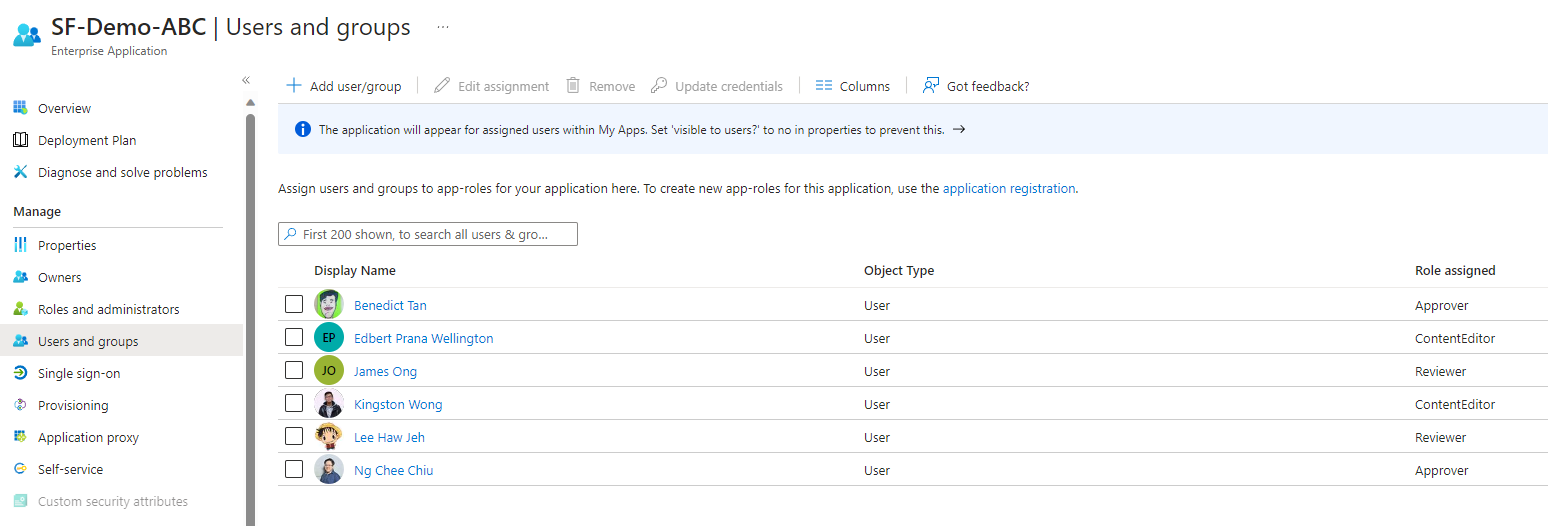 SF-Demo-ABC | Users and groups ...
Enterprise Application
«
Overview
Deployment Plan
Diagnose and solve problems
Manage
Properties
Owners
Roles and administrators
Users and groups
Single sign-on
Provisioning
Application proxy
Self-service
Custom security attributes
Add user/group Edit assignment Remove Update credentials Columns Got feedback?
The application will appear for assigned users within My Apps. Set 'visible to users?' to no in properties to prevent this. →
Assign users and groups to app-roles for your application here. To create new app-roles for this application, use the application registration.
First 200 shown, to search all users & gro...
Display Name Object Type Role assigned
Benedict Tan User Approver
EP Edbert Prana Wellington User ContentEditor
JO James Ong User Reviewer
Kingston Wong User ContentEditor
Lee Haw Jeh User Reviewer
Ng Chee Chiu User Approver